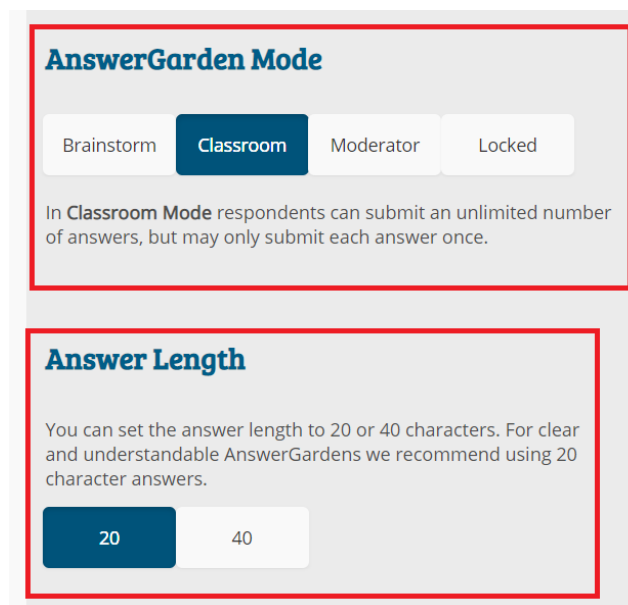 AnswerGarden Mode
Brainstorm Classroom Moderator Locked
In Classroom Mode respondents can submit an unlimited number
of answers, but may only submit each answer once.
Answer Length
You can set the answer length to 20 or 40 characters. For clear
and understandable AnswerGardens we recommend using 20
character answers.
20 40